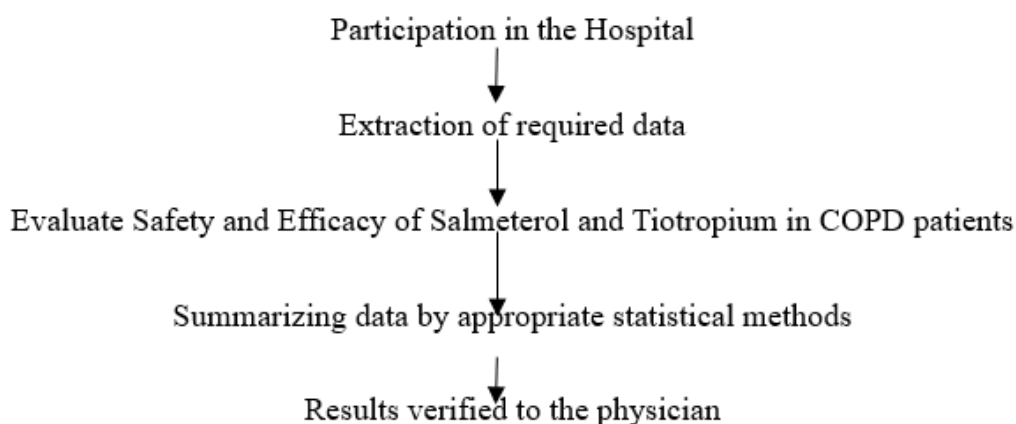 Participation in the Hospital
Extraction of required data
Evaluate Safety and Efficacy of Salmeterol and Tiotropium in COPD patients
Summarizing data by appropriate statistical methods
Results verified to the physician